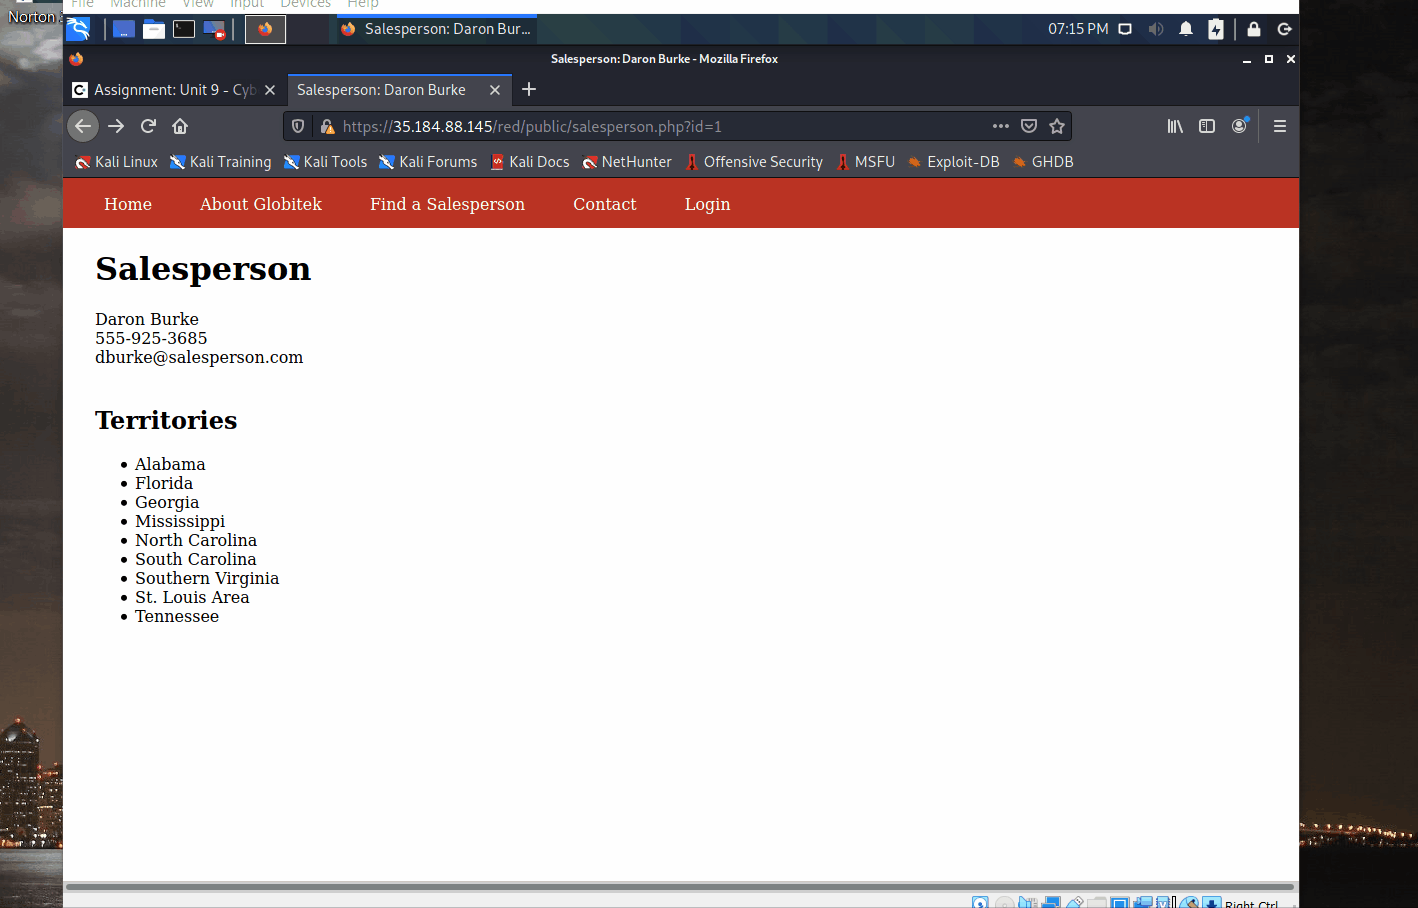 File Machine View Input Devices Help
Norton
Salesperson: Daron Bur...
07:15 PM
Salesperson: Daron Burke - Mozilla Firefox
Assignment: Unit 9 - Cyb
Salesperson: Daron Burke
https://35.184.88.145/red/public/salesperson.php?id=1
Kali Linux Kali Training Kali Tools Kali Forums Kali Docs NetHunter Offensive Security MSFU Exploit-DB GHDB
Home About Globitek Find a Salesperson Contact Login
Salesperson
Daron Burke
555-925-3685
dburke@salesperson.com
Territories
Alabama
Florida
Georgia
Mississippi
North Carolina
South Carolina
Southern Virginia
St. Louis Area
Tennessee
Right Ctrl